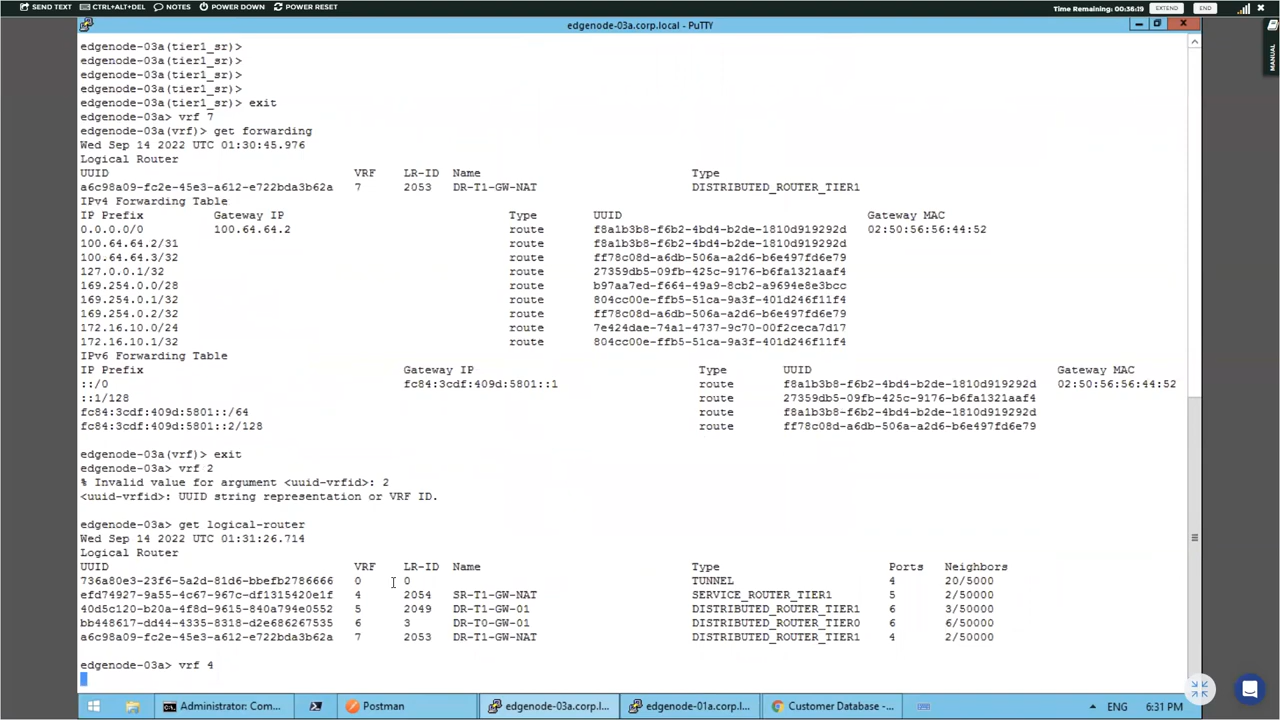 SEND TEXT CTRL+ALT+DEL NOTES POWER DOWN POWER RESET Time Remaining: 00:36:19 EXTEND END
edgenode-03a.corp.local - PuTTY
MANUAL
edgenode-03a(tier1_sr)>
edgenode-03a(tier1_sr)>
edgenode-03a(tier1_sr)>
edgenode-03a(tier1_sr)>
edgenode-03a(tier1_sr)> exit
edgenode-03a> vrf 7
edgenode-03a(vrf)> get forwarding
Wed Sep 14 2022 UTC 01:30:45.976
Logical Router
UUID VRF LR-ID Name Type
a6c98a09-fc2e-45e3-a612-e722bda3b62a 7 2053 DR-T1-GW-NAT DISTRIBUTED_ROUTER_TIER1
IPv4 Forwarding Table
IP Prefix Gateway IP Type UUID Gateway MAC
0.0.0.0/0 100.64.64.2 route f8a1b3b8-f6b2-4bd4-b2de-1810d919292d 02:50:56:56:44:52
100.64.64.2/31 route f8a1b3b8-f6b2-4bd4-b2de-1810d919292d
100.64.64.3/32 route ff78c08d-a6db-506a-a2d6-b6e497fd6e79
127.0.0.1/32 route 27359db5-09fb-425c-9176-b6fa1321aaf4
169.254.0.0/28 route b97aa7ed-f664-49a9-8cb2-a9694e8e3bcc
169.254.0.1/32 route 804cc00e-ffb5-51ca-9a3f-401d246f11f4
169.254.0.2/32 route ff78c08d-a6db-506a-a2d6-b6e497fd6e79
172.16.10.0/24 route 7e424dae-74a1-4737-9c70-00f2ceca7d17
172.16.10.1/32 route 804cc00e-ffb5-51ca-9a3f-401d246f11f4
IPv6 Forwarding Table
IP Prefix Gateway IP Type UUID Gateway MAC
::/0 fc84:3cdf:409d:5801::1 route f8a1b3b8-f6b2-4bd4-b2de-1810d919292d 02:50:56:56:44:52
::1/128 route 27359db5-09fb-425c-9176-b6fa1321aaf4
fc84:3cdf:409d:5801::/64 route f8a1b3b8-f6b2-4bd4-b2de-1810d919292d
fc84:3cdf:409d:5801::2/128 route ff78c08d-a6db-506a-a2d6-b6e497fd6e79
edgenode-03a(vrf)> exit
edgenode-03a> vrf 2
% Invalid value for argument <uuid-vrfid>: 2
<uuid-vrfid>: UUID string representation or VRF ID.
edgenode-03a> get logical-router
Wed Sep 14 2022 UTC 01:31:26.714
Logical Router
UUID VRF LR-ID Name Type Ports Neighbors
736a80e3-23f6-5a2d-81d6-bbefb2786666 0 0 TUNNEL 4 20/5000
efd74927-9a55-4c67-967c-df1315420e1f 4 2054 SR-T1-GW-NAT SERVICE_ROUTER_TIER1 5 2/50000
40d5c120-b20a-4f8d-9615-840a794e0552 5 2049 DR-T1-GW-01 DISTRIBUTED_ROUTER_TIER1 6 3/50000
bb448617-dd44-4335-8318-d2e686267535 6 3 DR-T0-GW-01 DISTRIBUTED_ROUTER_TIER0 6 6/50000
a6c98a09-fc2e-45e3-a612-e722bda3b62a 7 2053 DR-T1-GW-NAT DISTRIBUTED_ROUTER_TIER1 4 2/50000
edgenode-03a> vrf 4
Administrator: Com... Postman edgenode-03a.corp.l... edgenode-01a.corp.l... Customer Database -... ENG 6:31 PM